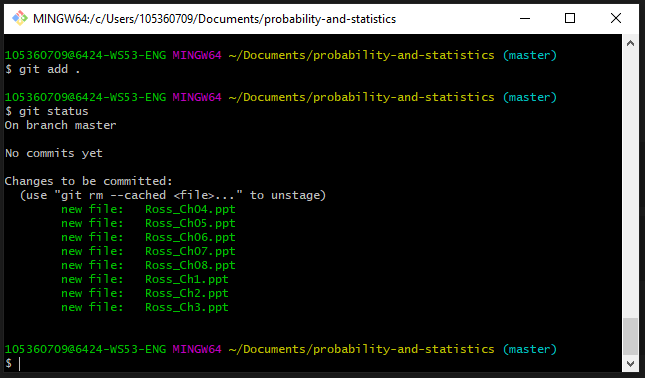 MINGW64:/c/Users/105360709/Documents/probability-and-statistics
105360709@6424-WS53-ENG MINGW64 ~/Documents/probability-and-statistics (master)
$ git add .
105360709@6424-WS53-ENG MINGW64 ~/Documents/probability-and-statistics (master)
$ git status
On branch master
No commits yet
Changes to be committed:
  (use "git rm --cached <file>..." to unstage)
        new file:   Ross_Ch04.ppt
        new file:   Ross_Ch05.ppt
        new file:   Ross_Ch06.ppt
        new file:   Ross_Ch07.ppt
        new file:   Ross_Ch08.ppt
        new file:   Ross_Ch1.ppt
        new file:   Ross_Ch2.ppt
        new file:   Ross_Ch3.ppt
105360709@6424-WS53-ENG MINGW64 ~/Documents/probability-and-statistics (master)
$